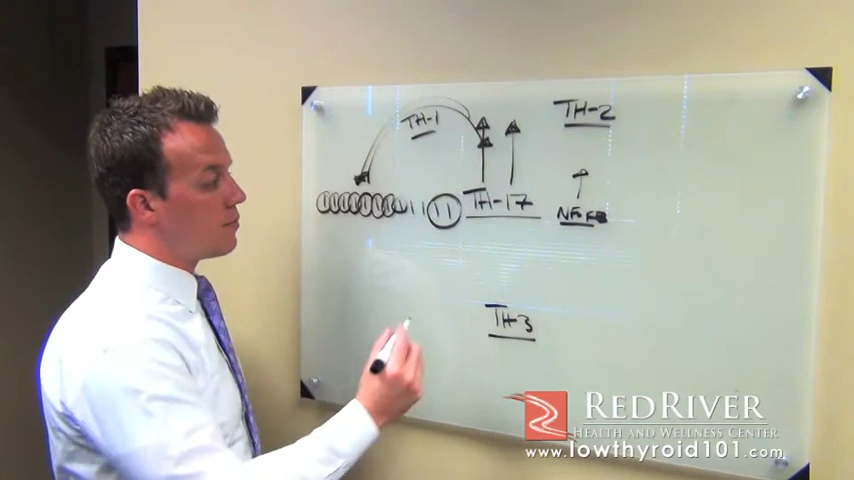 TH-1
TH-2
TH-17
NFKB
TH-3
REDRIVER
HEALTH AND WELLNESS CENTER
www.lowthyroid101.com